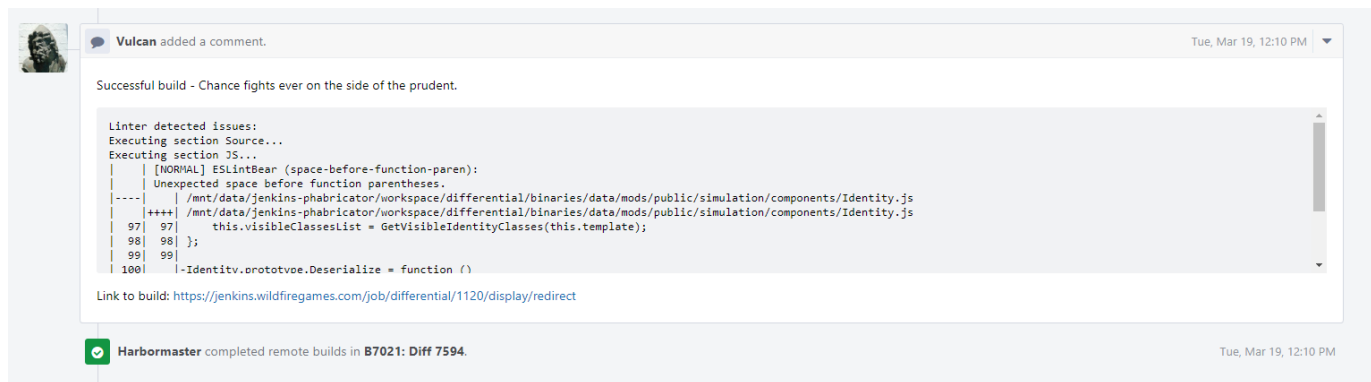 Vulcan added a comment.
Tue, Mar 19, 12:10 PM
Successful build - Chance fights ever on the side of the prudent.
Linter detected issues:
Executing section Source...
Executing section JS...
|    | [NORMAL] ESLintBear (space-before-function-paren):
|    | Unexpected space before function parentheses.
|----|    | /mnt/data/jenkins-phabricator/workspace/differential/binaries/data/mods/public/simulation/components/Identity.js
|    |++++| /mnt/data/jenkins-phabricator/workspace/differential/binaries/data/mods/public/simulation/components/Identity.js
|  97|  97|     this.visibleClassesList = GetVisibleIdentityClasses(this.template);
|  98|  98| };
|  99|  99|
| 100|    |-Identity.prototype.Deserialize = function ()
Link to build: https://jenkins.wildfiregames.com/job/differential/1120/display/redirect
Harbormaster completed remote builds in B7021: Diff 7594.
Tue, Mar 19, 12:10 PM